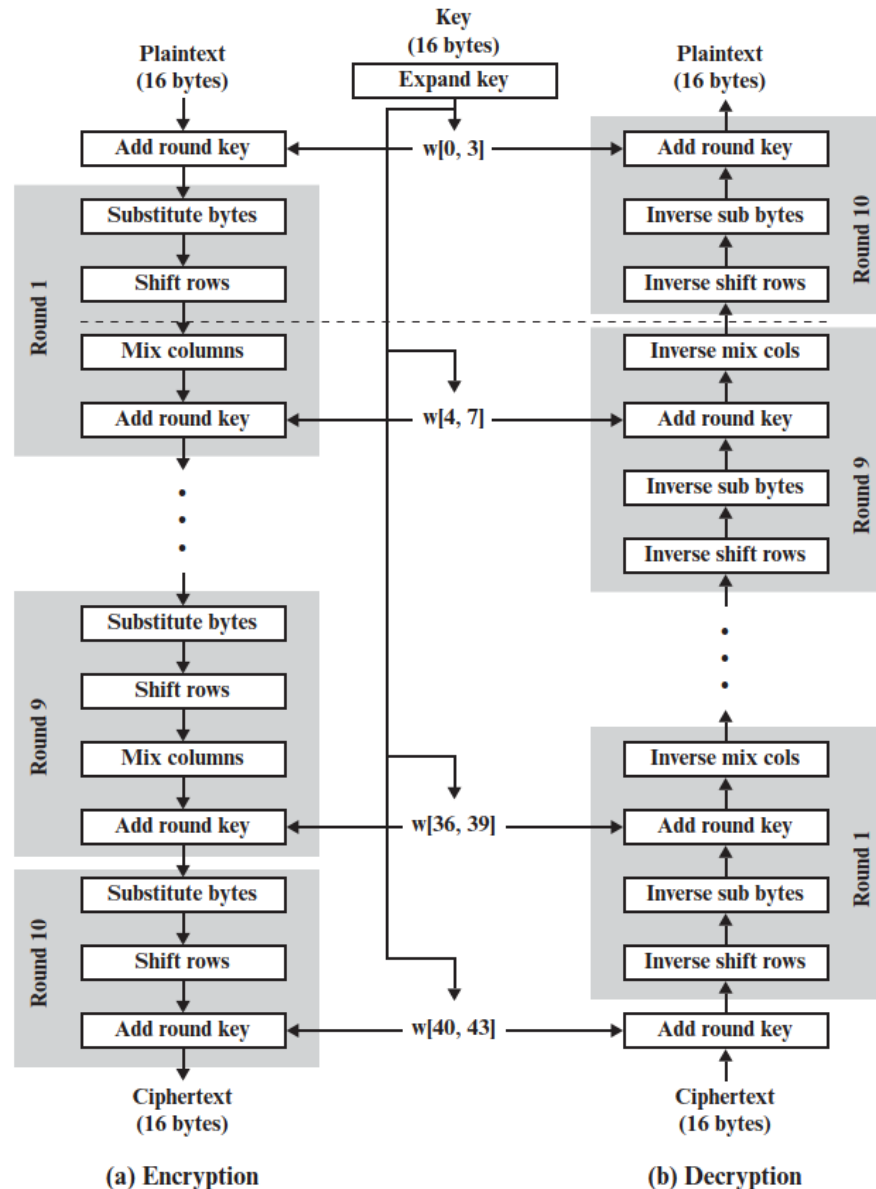 Key
(16 bytes)
Expand key
Plaintext
(16 bytes)
Add round key
Round 1
Substitute bytes
Shift rows
Mix columns
Add round key
Round 9
Substitute bytes
Shift rows
Mix columns
Add round key
Round 10
Substitute bytes
Shift rows
Add round key
Ciphertext
(16 bytes)
(a) Encryption
w[0, 3]
w[4, 7]
w[36, 39]
w[40, 43]
Plaintext
(16 bytes)
Add round key
Inverse sub bytes
Inverse shift rows
Round 10
Inverse mix cols
Add round key
Inverse sub bytes
Inverse shift rows
Round 9
Inverse mix cols
Add round key
Inverse sub bytes
Inverse shift rows
Round 1
Add round key
Ciphertext
(16 bytes)
(b) Decryption